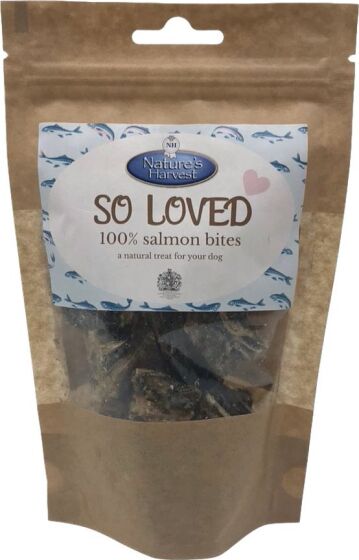 NH
Nature's
Harvest
SO LOVED
100% salmon bites
a natural treat for your dog